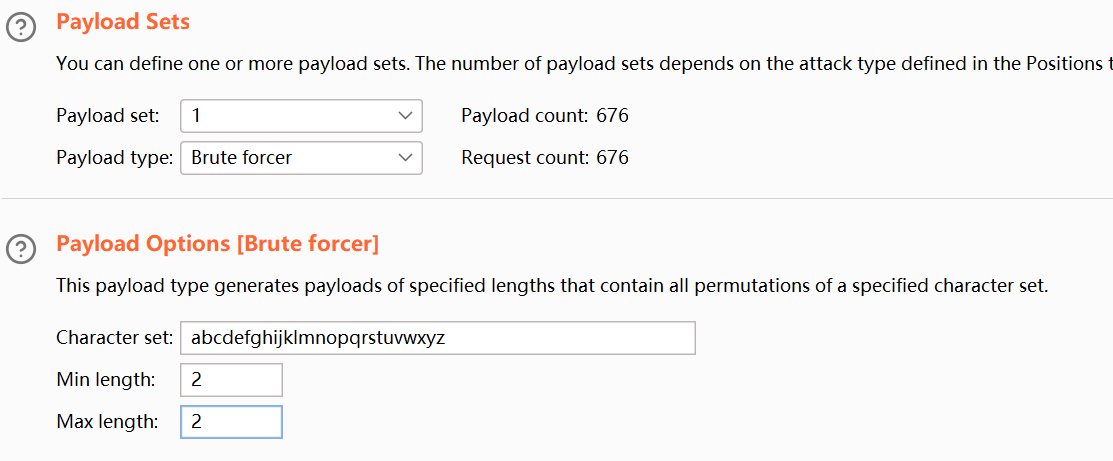 Payload Sets
You can define one or more payload sets. The number of payload sets depends on the attack type defined in the Positions t
Payload set: 1 Payload count: 676
Payload type: Brute forcer Request count: 676
Payload Options [Brute forcer]
This payload type generates payloads of specified lengths that contain all permutations of a specified character set.
Character set: abcdefghijklmnopqrstuvwxyz
Min length: 2
Max length: 2